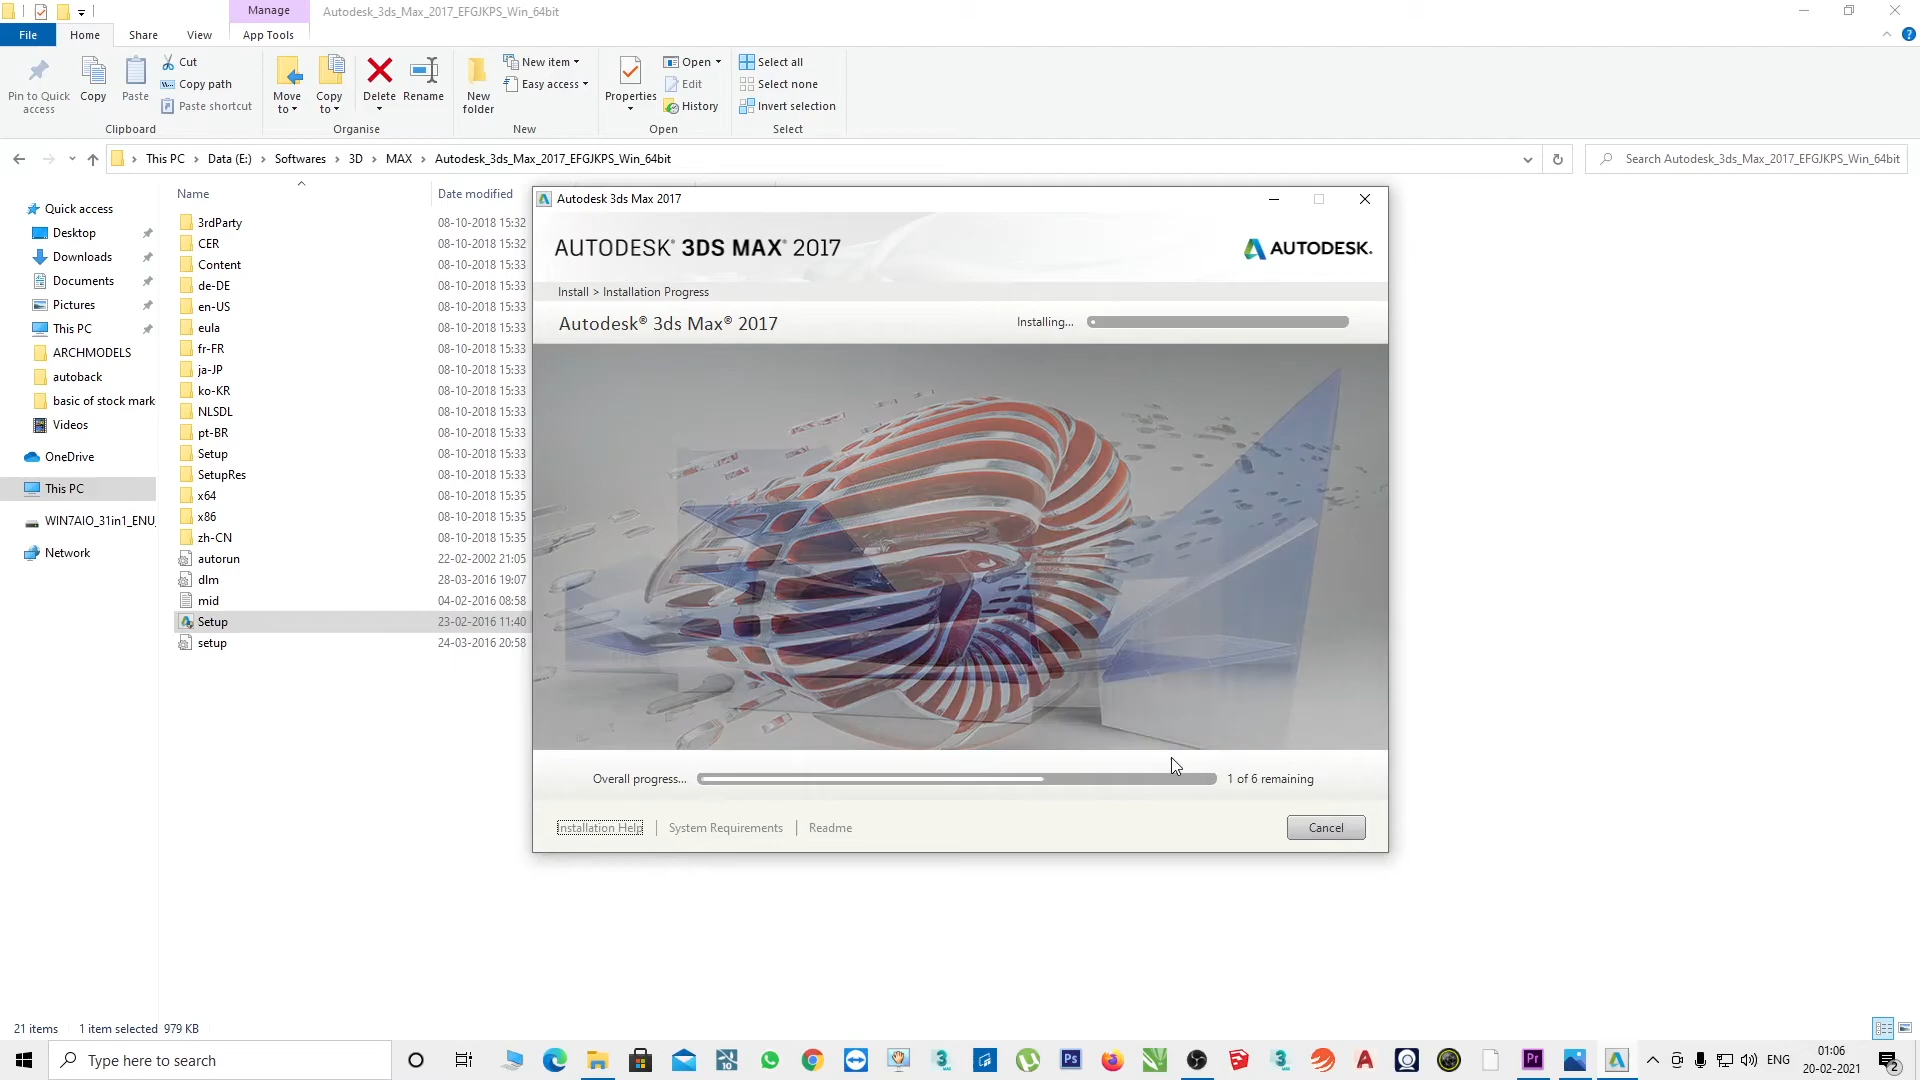 Manage
Autodesk_3ds_Max_2017_EFGJKPS_Win_64bit
File
Home
Share
View
App Tools
Pin to Quick access
Copy
Paste
Cut
Copy path
Paste shortcut
Move to
Copy to
Delete
Rename
New folder
New item
Easy access
Properties
Open
Edit
History
Select all
Select none
Invert selection
Clipboard
Organise
New
Open
Select
This PC > Data (E:) > Softwares > 3D > MAX > Autodesk_3ds_Max_2017_EFGJKPS_Win_64bit
Search Autodesk_3ds_Max_2017_EFGJKPS_Win_64bit
Name
Date modified
Quick access
Desktop
Downloads
Documents
Pictures
This PC
ARCHMODELS
autoback
basic of stock mark
Videos
OneDrive
This PC
WIN7AIO_31in1_ENU_
Network
3rdParty 08-10-2018 15:32
CER 08-10-2018 15:32
Content 08-10-2018 15:33
de-DE 08-10-2018 15:33
en-US 08-10-2018 15:33
eula 08-10-2018 15:33
fr-FR 08-10-2018 15:33
ja-JP 08-10-2018 15:33
ko-KR 08-10-2018 15:33
NLSDL 08-10-2018 15:33
pt-BR 08-10-2018 15:33
Setup 08-10-2018 15:33
SetupRes 08-10-2018 15:33
x64 08-10-2018 15:35
x86 08-10-2018 15:35
zh-CN 08-10-2018 15:35
autorun 22-02-2002 21:05
dlm 28-03-2016 19:07
mid 04-02-2016 08:58
Setup 23-02-2016 11:40
setup 24-03-2016 20:58
Autodesk 3ds Max 2017
AUTODESK® 3DS MAX® 2017
AUTODESK.
Install > Installation Progress
Autodesk® 3ds Max® 2017
Installing...
Overall progress...
1 of 6 remaining
Installation Help
System Requirements
Readme
Cancel
21 items
1 item selected 979 KB
Type here to search
ENG
01:06
20-02-2021
2